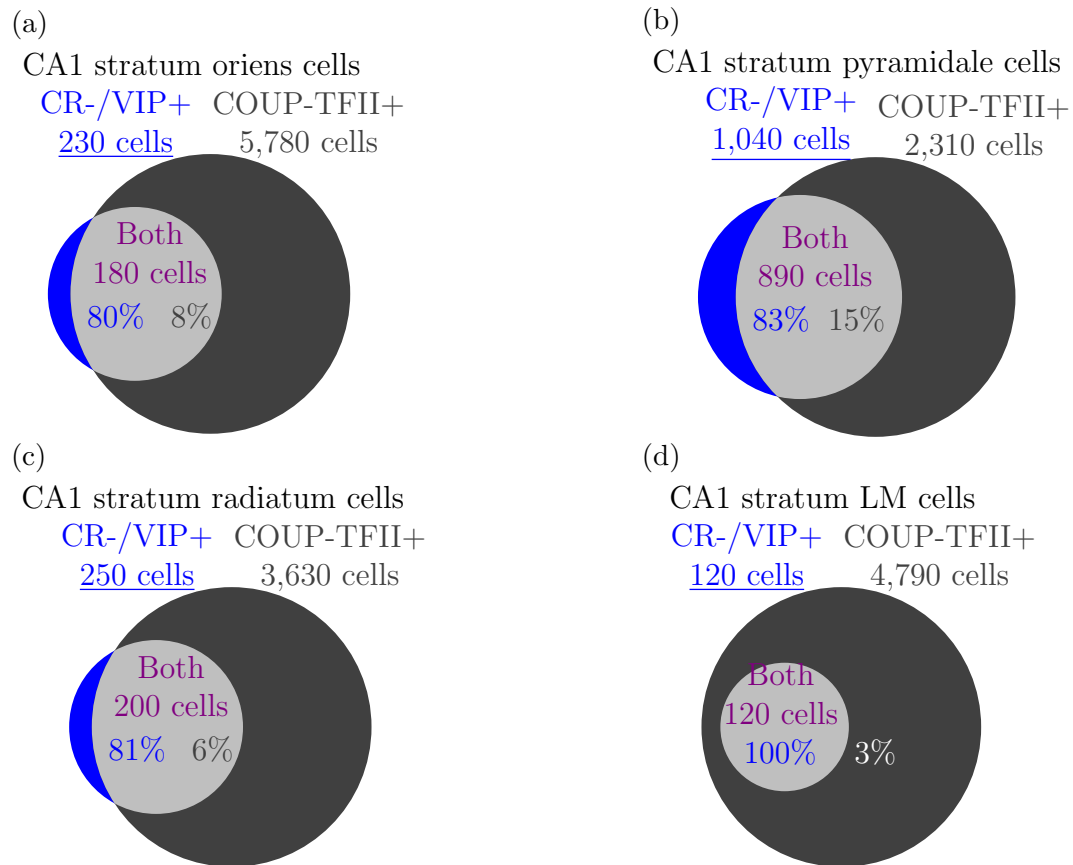 (a)
CA1 stratum oriens cells
CR-/VIP+ COUP-TFII+
230 cells 5,780 cells
Both
180 cells
80% 8%
(b)
CA1 stratum pyramidale cells
CR-/VIP+ COUP-TFII+
1,040 cells 2,310 cells
Both
890 cells
83% 15%
(c)
CA1 stratum radiatum cells
CR-/VIP+ COUP-TFII+
250 cells 3,630 cells
Both
200 cells
81% 6%
(d)
CA1 stratum LM cells
CR-/VIP+ COUP-TFII+
120 cells 4,790 cells
Both
120 cells
100% 3%